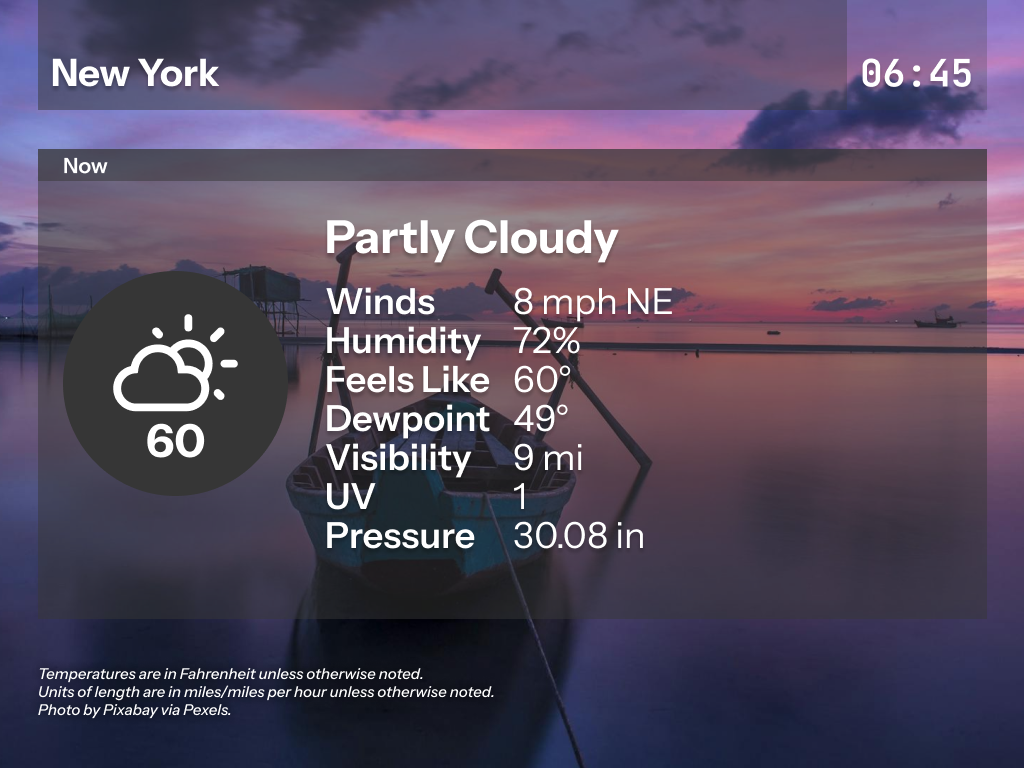 New York
06:45
Now
Partly Cloudy
Winds 8 mph NE
Humidity 72%
Feels Like 60°
Dewpoint 49°
Visibility 9 mi
UV 1
Pressure 30.08 in
60
Temperatures are in Fahrenheit unless otherwise noted.
Units of length are in miles/miles per hour unless otherwise noted.
Photo by Pixabay via Pexels.